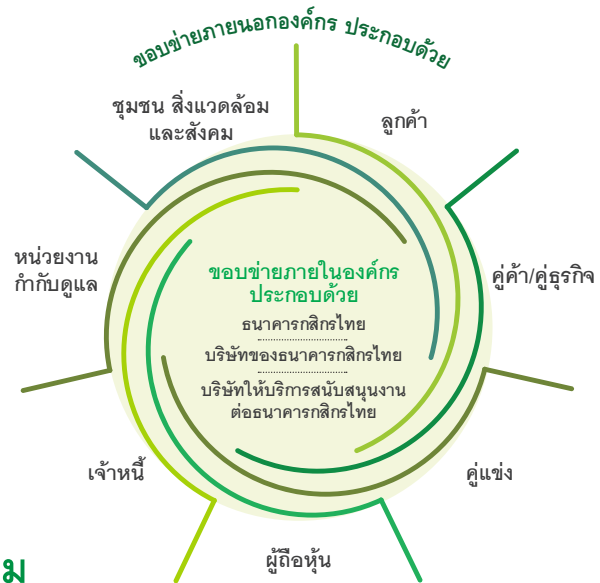 ขอบข่ายภายนอกองค์กร ประกอบด้วย
ชุมชน สิ่งแวดล้อม
และสังคม
ลูกค้า
หน่วยงาน
กำกับดูแล
คู่ค้า/คู่ธุรกิจ
ขอบข่ายภายในองค์กร
ประกอบด้วย
ธนาคารกสิกรไทย
บริษัทของธนาคารกสิกรไทย
บริษัทให้บริการสนับสนุนงาน
ต่อธนาคารกสิกรไทย
เจ้าหนี้
คู่แข่ง
ผู้ถือหุ้น
ม